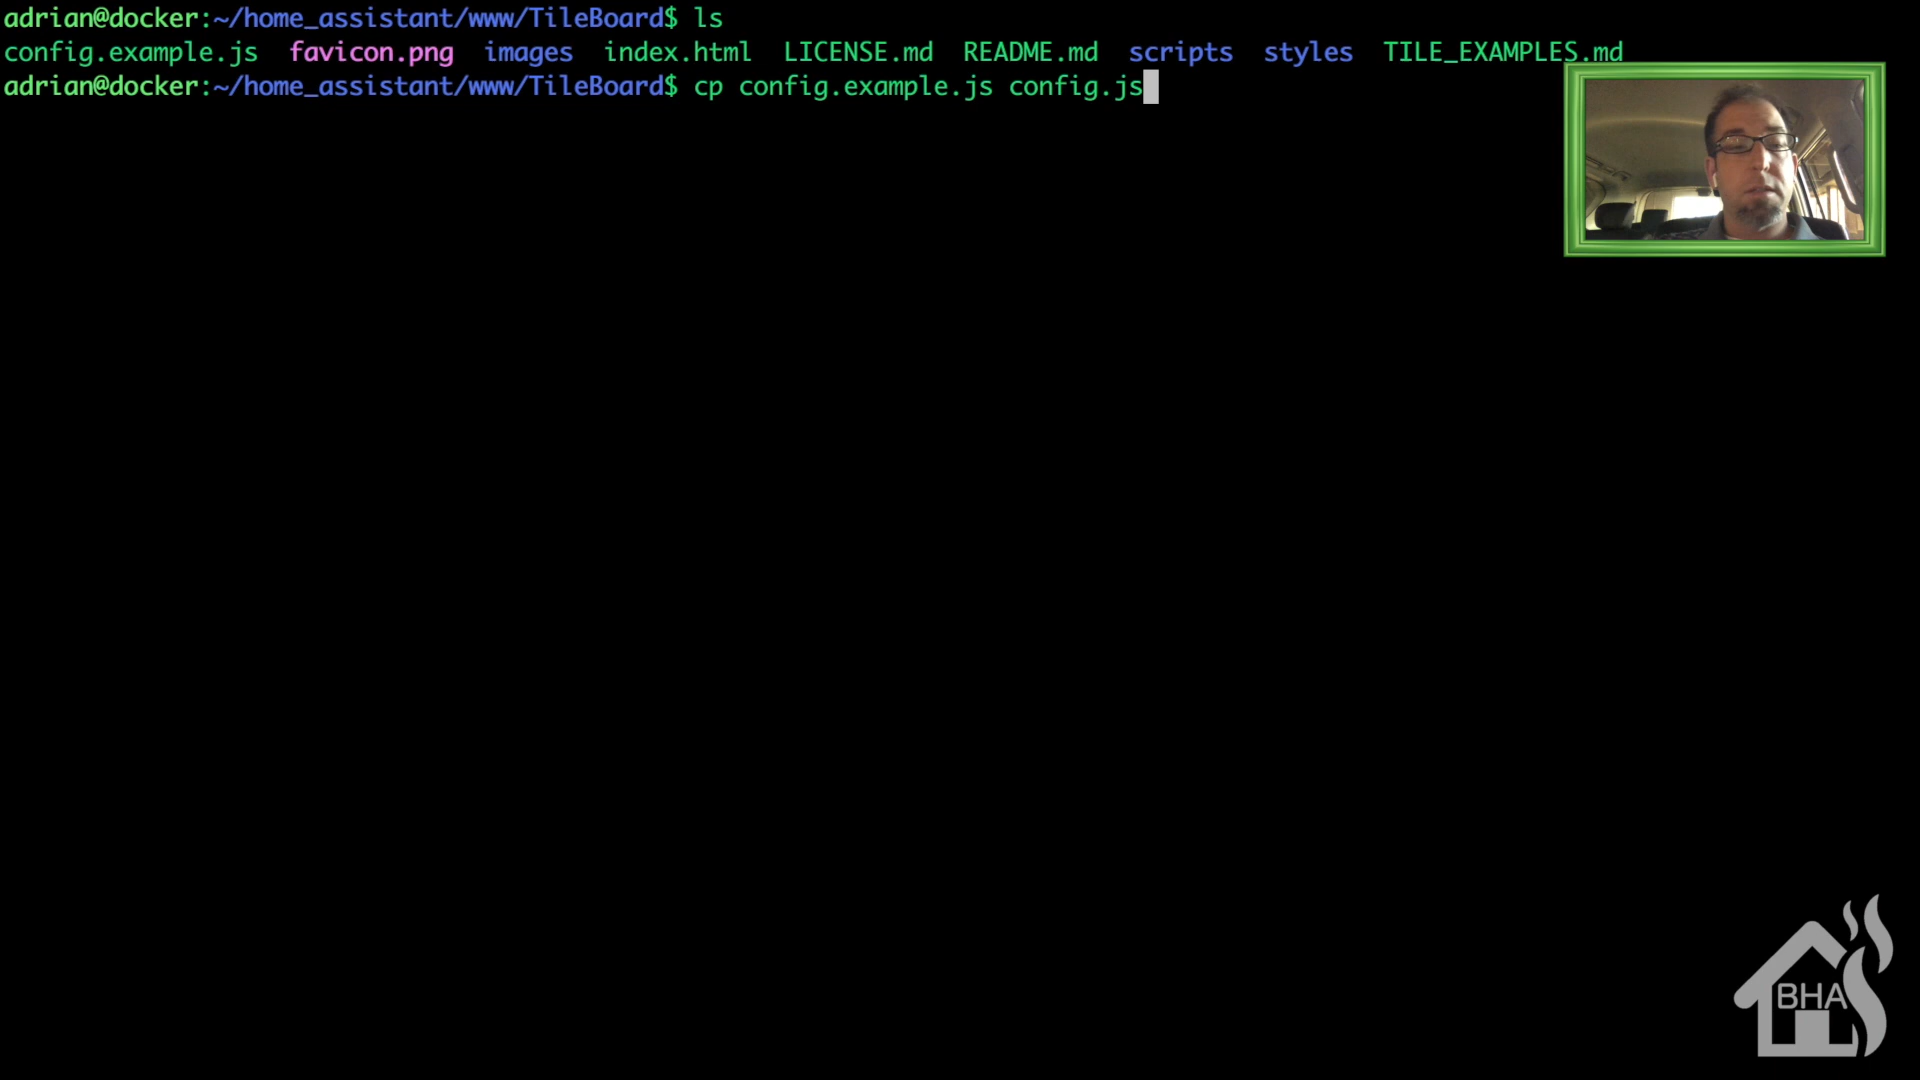 adrian@docker:~/home_assistant/www/TileBoard$ ls
config.example.js favicon.png images index.html LICENSE.md README.md scripts styles TILE_EXAMPLES.md
adrian@docker:~/home_assistant/www/TileBoard$ cp config.example.js config.js
BHA